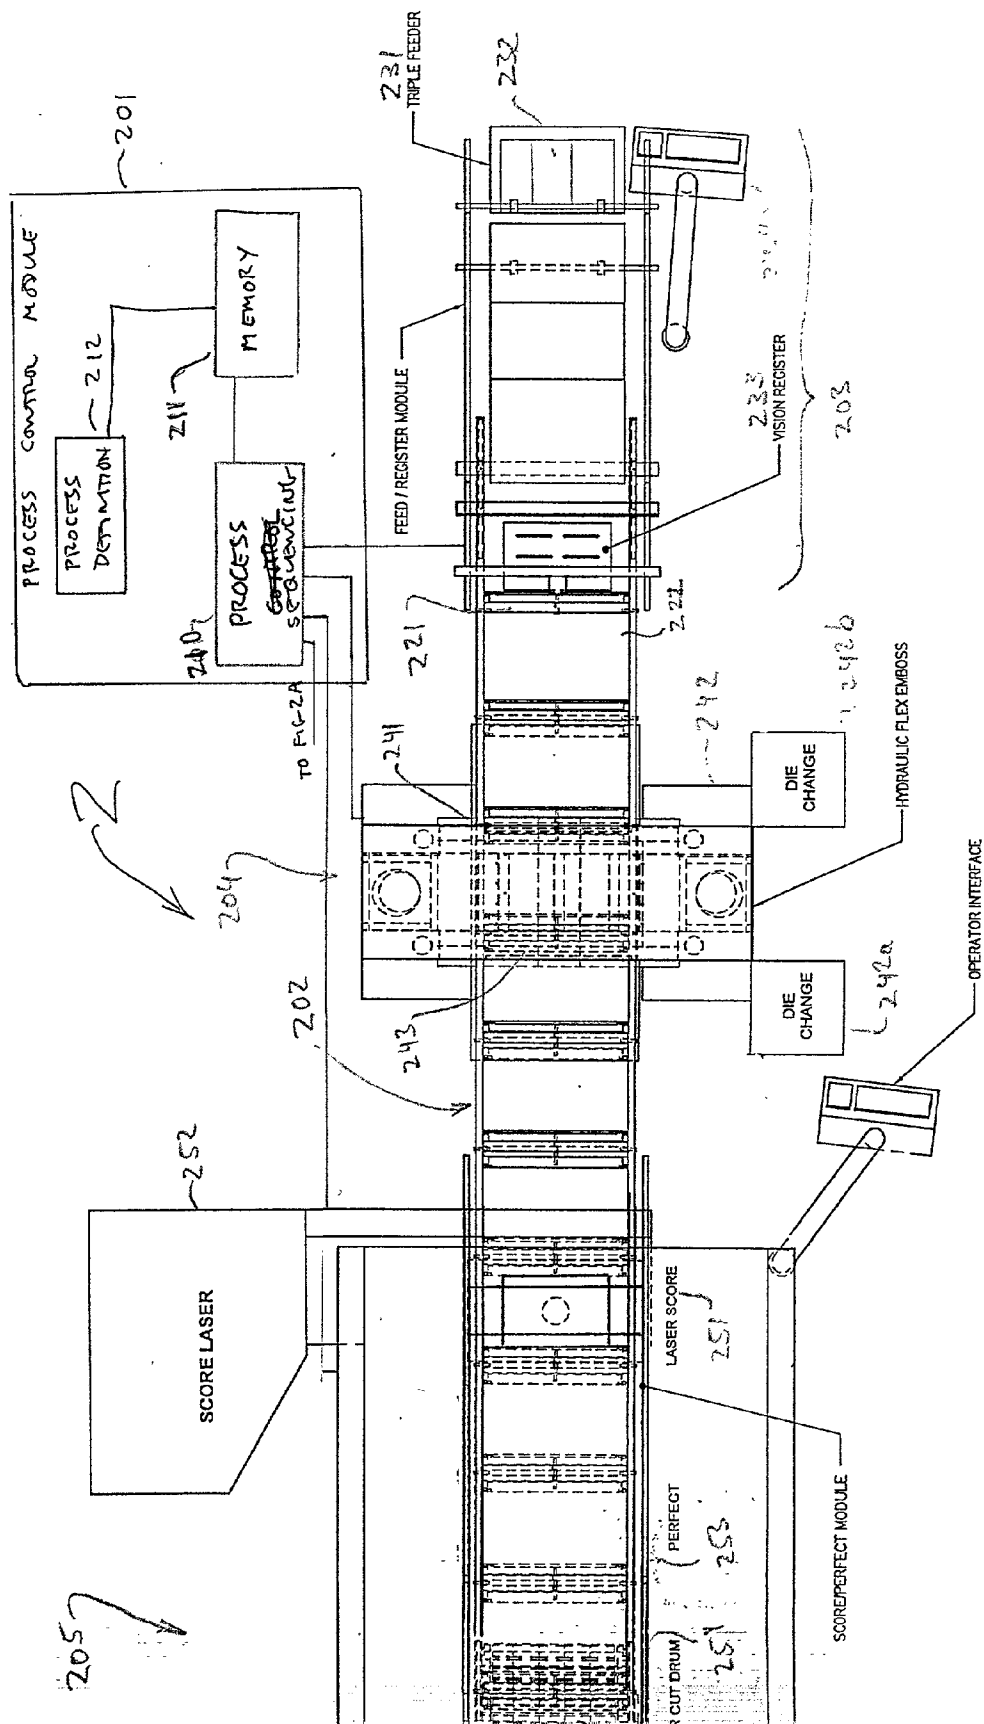 201
PROCESS CONTROL MODULE
212
PROCESS
DEFINITION
MEMORY
211
PROCESS
SEQUENCING
TO FIG 2A
231
TRIPLE FEEDER
232
FEED / REGISTER MODULE
233
VISION REGISTER
203
221
222
2
204
241
242
DIE
CHANGE
242b
HYDRAULIC FLEX EMBOSS
DIE
CHANGE
242a
243
202
OPERATOR INTERFACE
252
SCORE LASER
LASER SCORE
251
SCORE/PERFECT MODULE
PERFECT
253
CUT DRUM
205